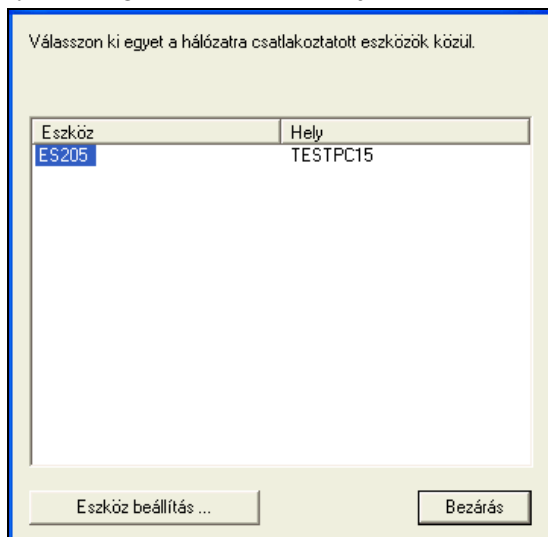 Válasszon ki egyet a hálózatra csatlakoztatott eszközök közül.
Eszköz Hely
ES205 TESTPC15
Eszköz beállítás ... Bezárás